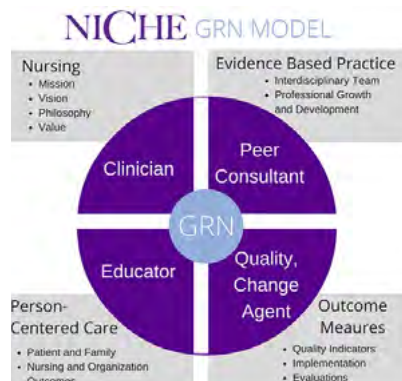 NICHE GRN MODEL
Nursing
• Mission
• Vision
• Philosophy
• Value
Evidence Based Practice
• Interdisciplinary Team
• Professional Growth
and Development
Clinician
Peer
Consultant
GRN
Educator
Quality,
Change
Agent
Person-
Centered Care
• Patient and Family
• Nursing and Organization
Outcomes
Outcome
Meaures
• Quality Indicators
• Implementation
• Evaluations